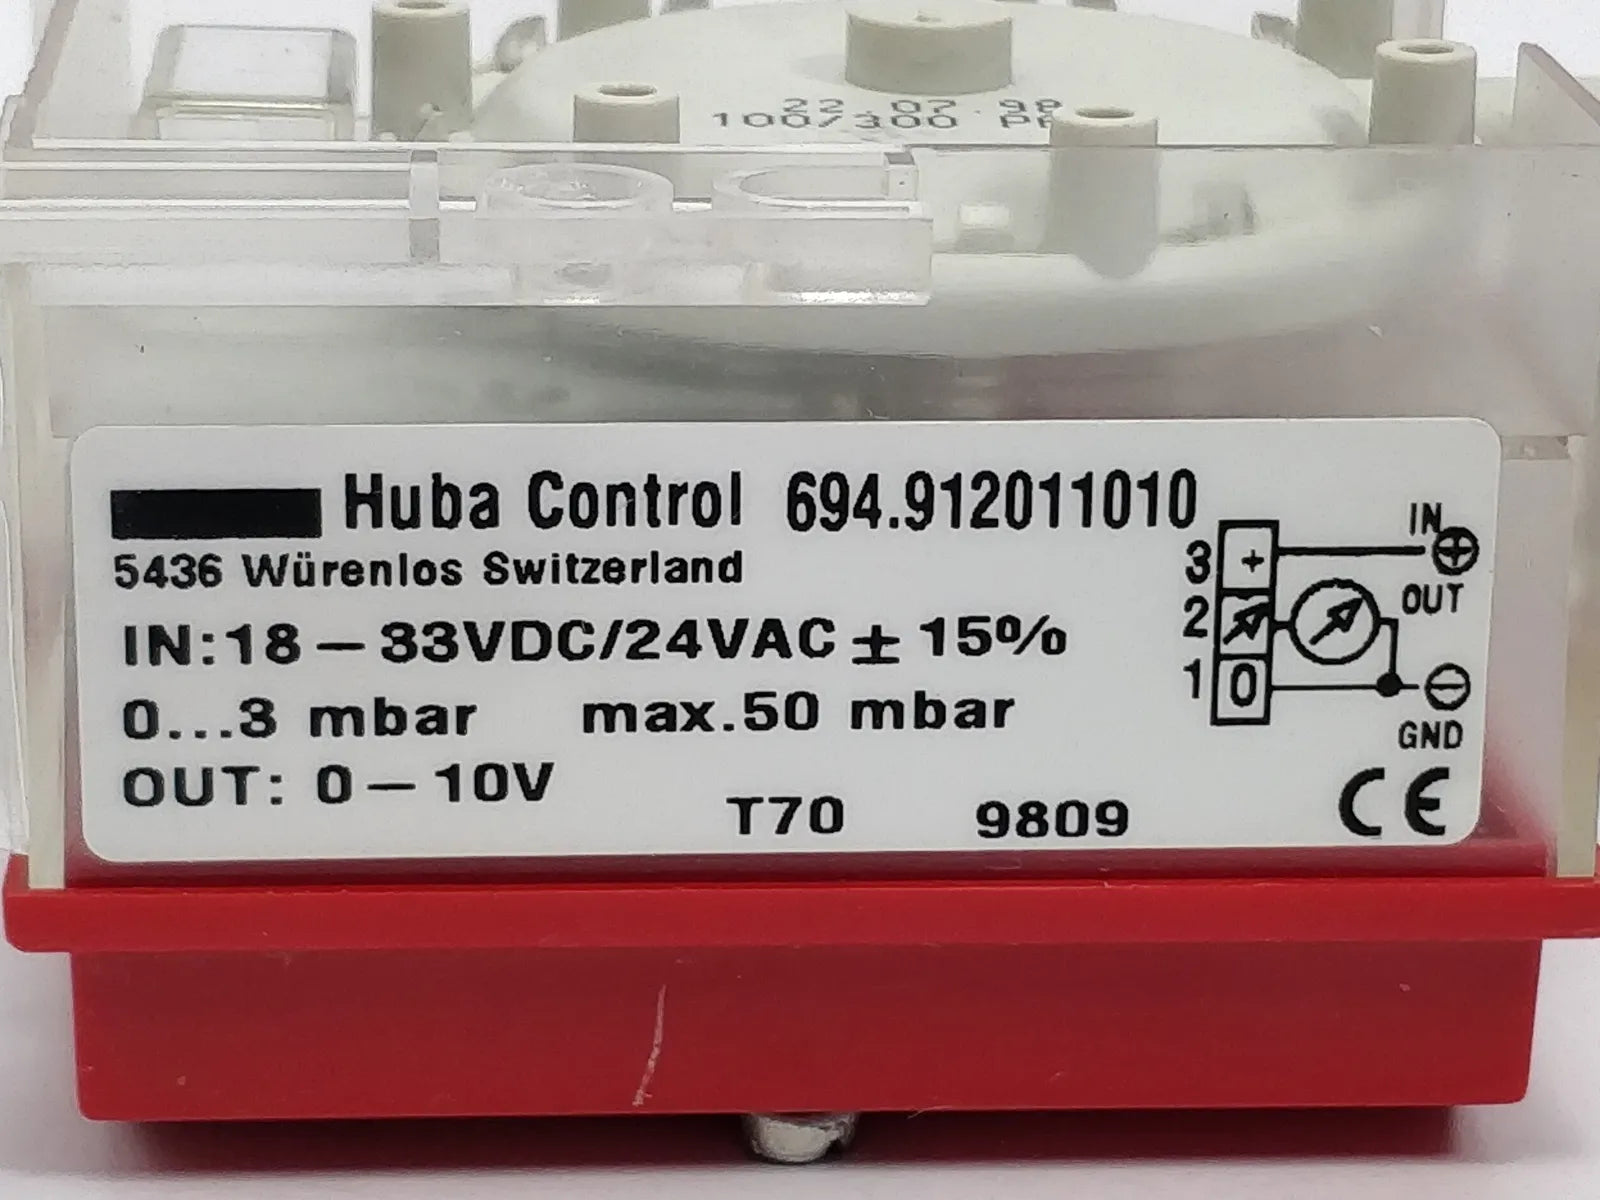 22.07.98
100/300
Huba Control 694.912011010
5436 Würenlos Switzerland
IN:18–33VDC/24VAC ± 15%
0...3 mbar max.50 mbar
OUT: 0–10V
T70 9809
IN
3 +
OUT
2
1 0
GND
CE